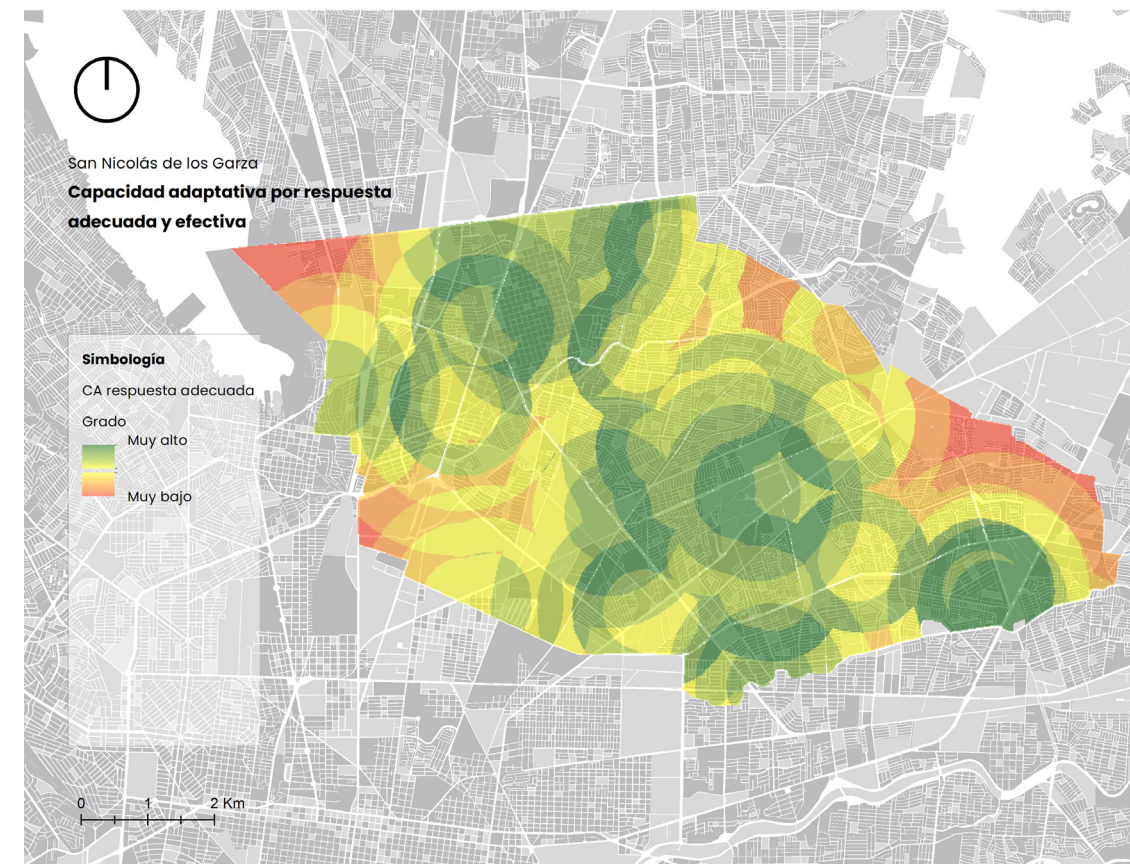 San Nicolás de los Garza
Capacidad adaptativa por respuesta
adecuada y efectiva
Simbología
CA respuesta adecuada
Grado
Muy alto
Muy bajo
0 1 2 Km